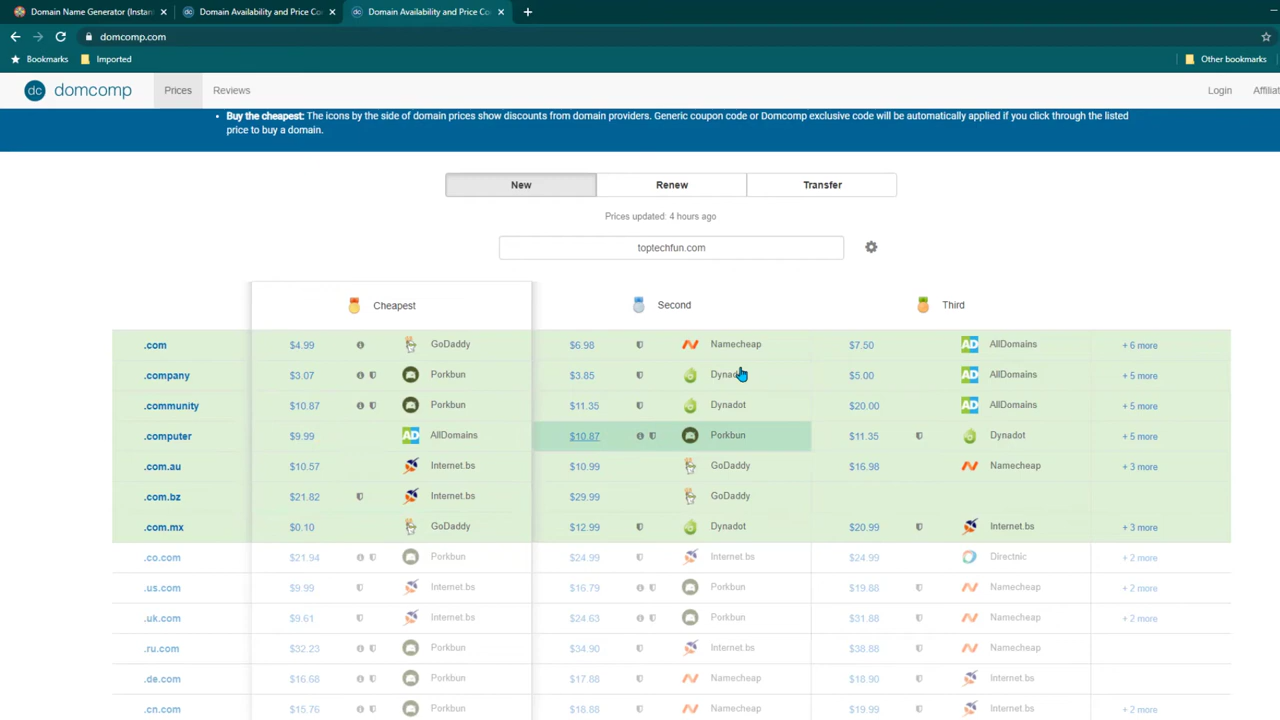 Domain Name Generator (Instan
Domain Availability and Price Co
Domain Availability and Price Co
domcomp.com
Bookmarks
Imported
Other bookmarks
dc domcomp
Prices
Reviews
Login
Affiliat
Buy the cheapest: The icons by the side of domain prices show discounts from domain providers. Generic coupon code or Domcomp exclusive code will be automatically applied if you click through the listed
price to buy a domain.
New
Renew
Transfer
Prices updated: 4 hours ago
toptechfun.com
Cheapest
Second
Third
.com $4.99 GoDaddy $6.98 Namecheap $7.50 AD AllDomains + 6 more
.company $3.07 Porkbun $3.85 $5.00 AD AllDomains + 5 more
.community $10.87 Porkbun $11.35 Dynadot $20.00 AD AllDomains + 5 more
.computer $9.99 AD AllDomains $10.87 Porkbun $11.35 Dynadot + 5 more
.com.au $10.57 Internet.bs $10.99 GoDaddy $16.98 Namecheap + 3 more
.com.bz $21.82 Internet.bs $29.99 GoDaddy
.com.mx $0.10 GoDaddy $12.99 Dynadot $20.99 Internet.bs + 3 more
.co.com $21.94 Porkbun $24.99 Internet.bs $24.99 Directnic + 2 more
.us.com $9.99 Internet.bs $16.79 Porkbun $19.88 Namecheap + 2 more
.uk.com $9.61 Internet.bs $24.63 Porkbun $31.88 Namecheap + 2 more
.ru.com $32.23 Porkbun $34.90 Internet.bs $38.88 Namecheap
.de.com $16.68 Porkbun $17.88 Namecheap $18.90 Internet.bs
.cn.com $15.76 Porkbun $18.88 Namecheap $19.99 Internet.bs + 2 more